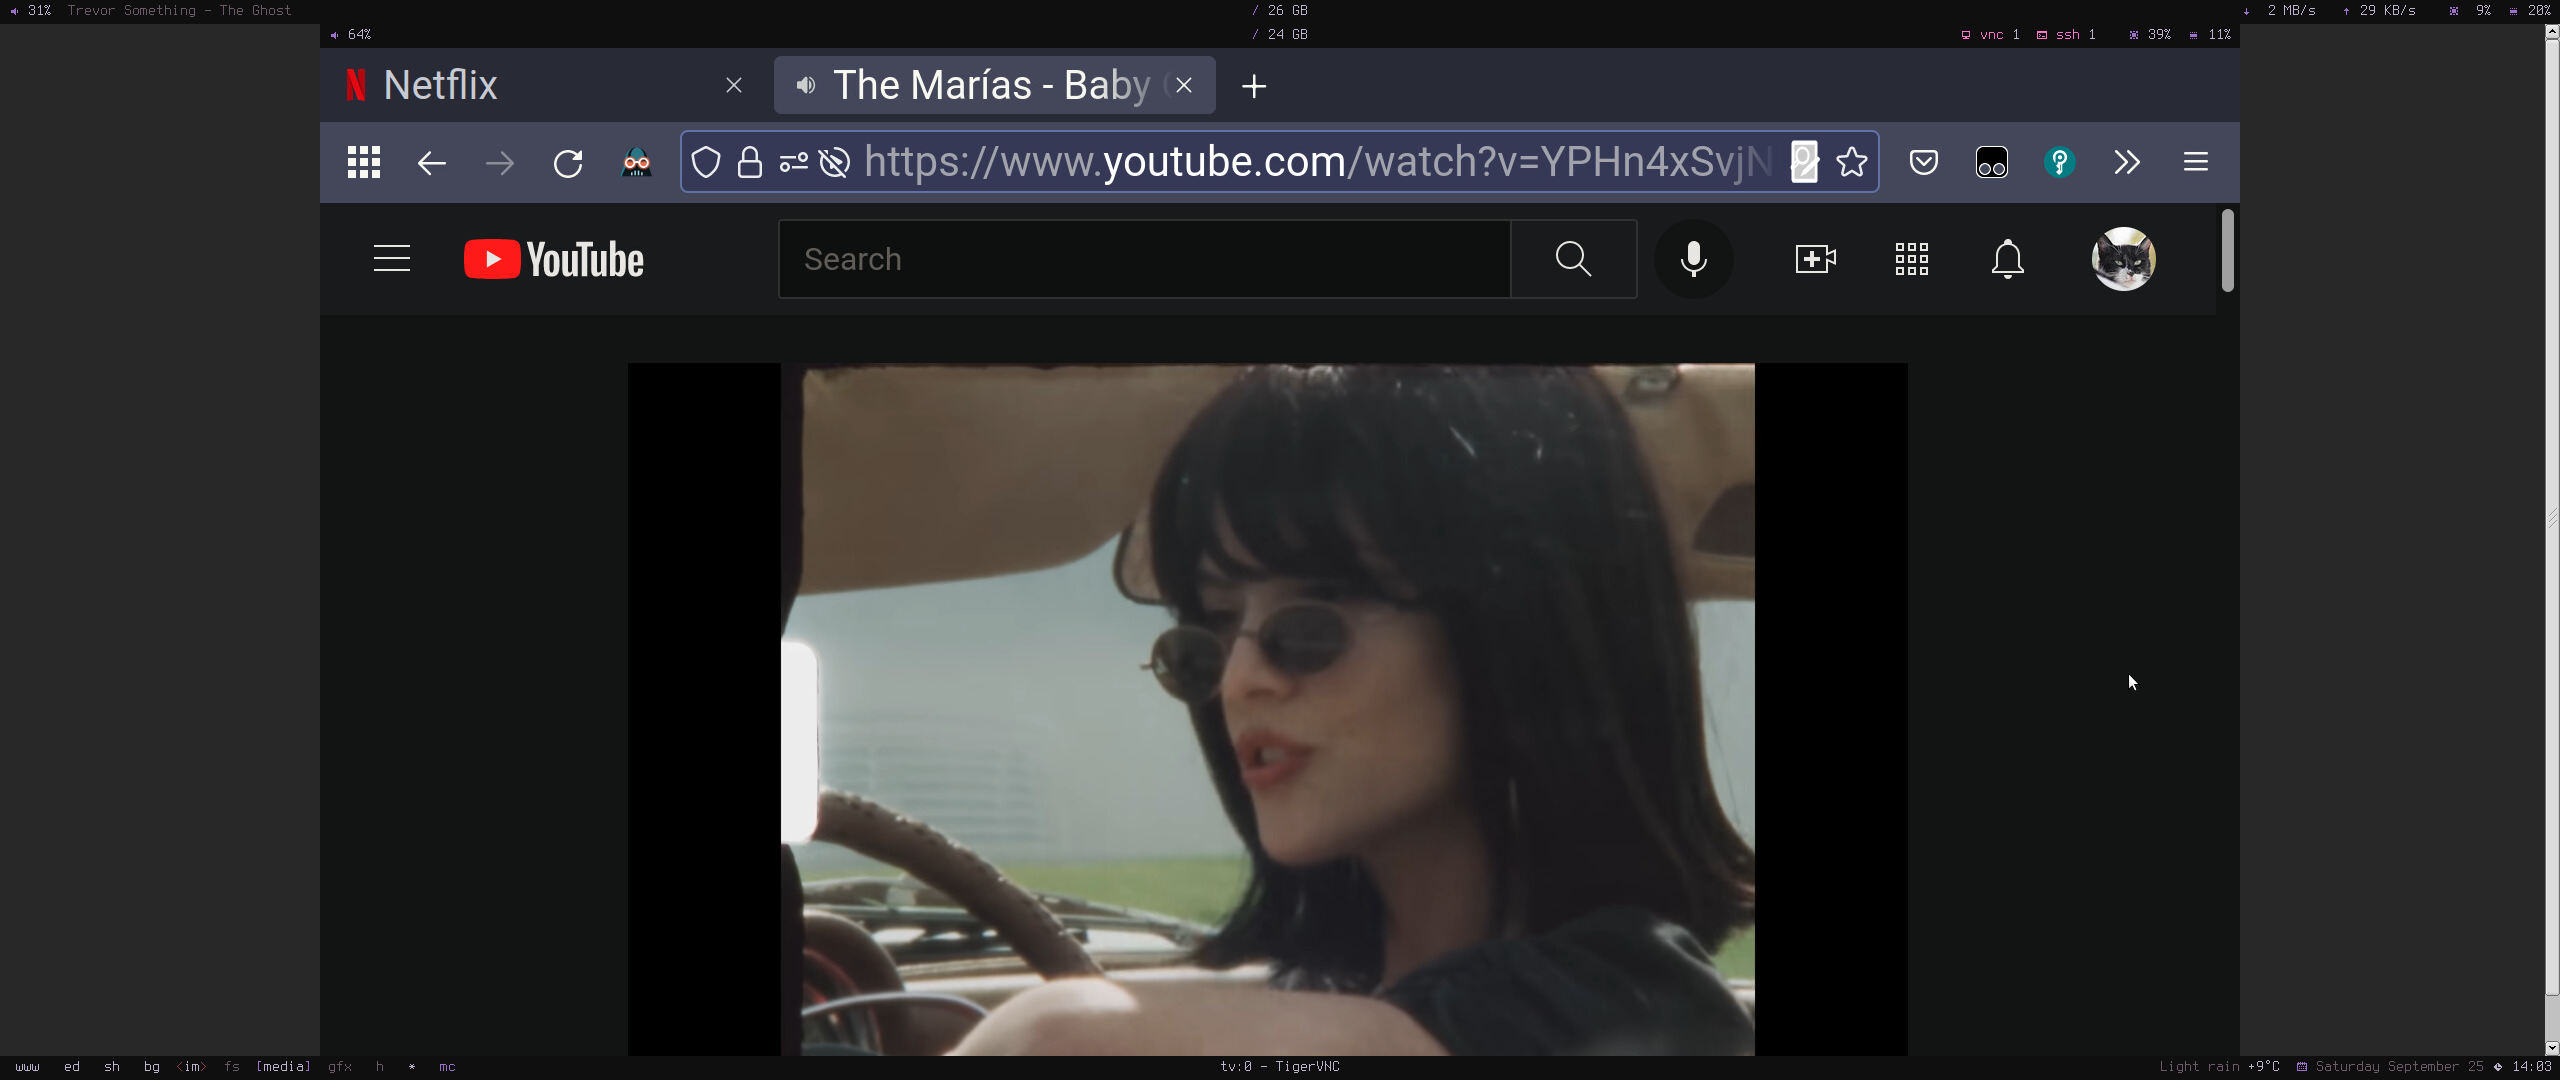 31% Trevor Something - The Ghost
/ 26 GB
2 MB/s 29 KB/s 9% 20%
64%
/ 24 GB
vnc 1 ssh 1 39% 11%
Netflix
The Marías - Baby
https://www.youtube.com/watch?v=YPHn4xSvjN
YouTube
Search
www ed sh bg <im> fs [media] gfx h * mc
tv:0 - TigerVNC
Light rain +9°C Saturday September 25 14:03